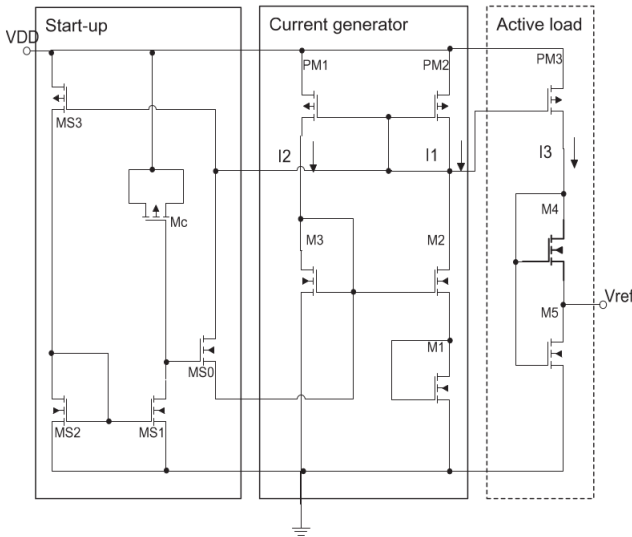 Start-up
Current generator
Active load
VDD
PM1
PM2
PM3
MS3
I2
I1
I3
Mc
M4
M3
M2
Vref
M5
M1
MS0
MS2
MS1